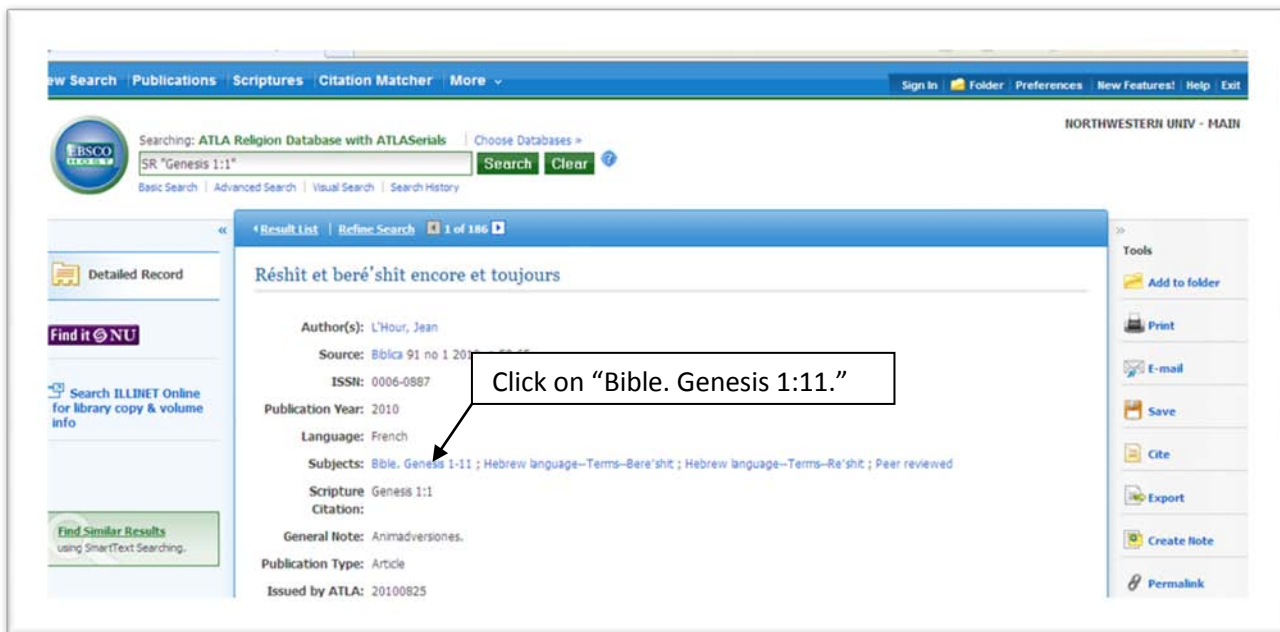 ew Search Publications Scriptures Citation Matcher More
Sign In Folder Preferences New Features! Help Exit
NORTHWESTERN UNIV - MAIN
EBSCO
HOST
Searching: ATLA Religion Database with ATLASerials Choose Databases »
SR "Genesis 1:1"
Search Clear ?
Basic Search | Advanced Search | Visual Search | Search History
«
Result List | Refine Search 1 of 186
»
Tools
Detailed Record
Find it @ NU
Search ILLINET Online
for library copy & volume
info
Find Similar Results
using SmartText Searching.
Réshît et beré'shît encore et toujours
Author(s): L'Hour, Jean
Source: Biblica 91 no 1
ISSN: 0006-0887
Publication Year: 2010
Language: French
Subjects: Bible. Genesis 1-11 ; Hebrew language--Terms--Bere'shit ; Hebrew language--Terms--Re'shit ; Peer reviewed
Scripture Genesis 1:1
Citation:
General Note: Animadversiones.
Publication Type: Article
Issued by ATLA: 20100825
Click on “Bible. Genesis 1:11.”
Add to folder
Print
E-mail
Save
Cite
Export
Create Note
Permalink